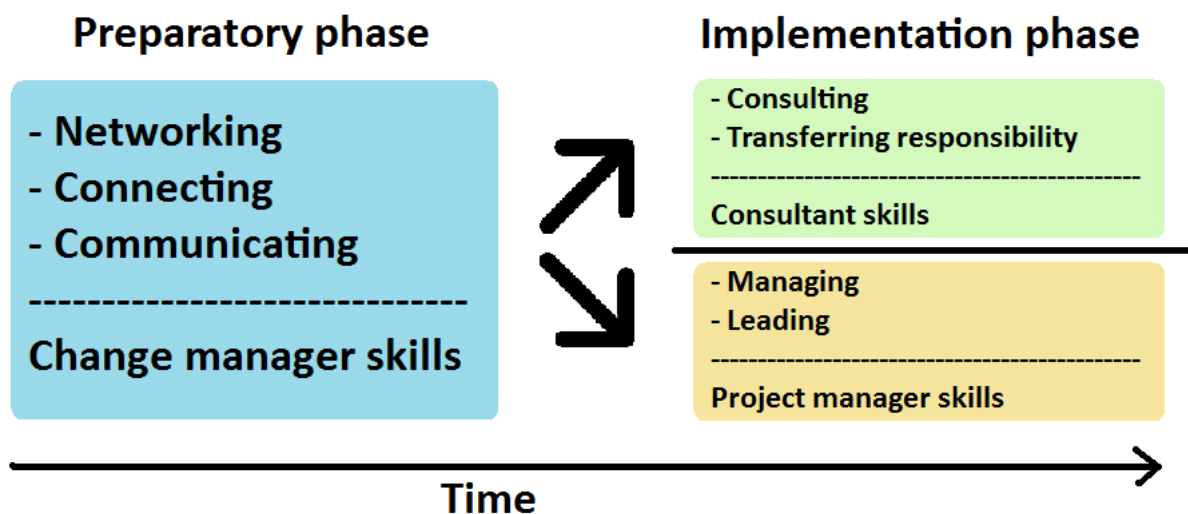 Preparatory phase
- Networking
- Connecting
- Communicating
------------------------------
Change manager skills
Implementation phase
- Consulting
- Transferring responsibility
----------------------------------------------
Consultant skills
- Managing
- Leading
----------------------------------------------
Project manager skills
Time